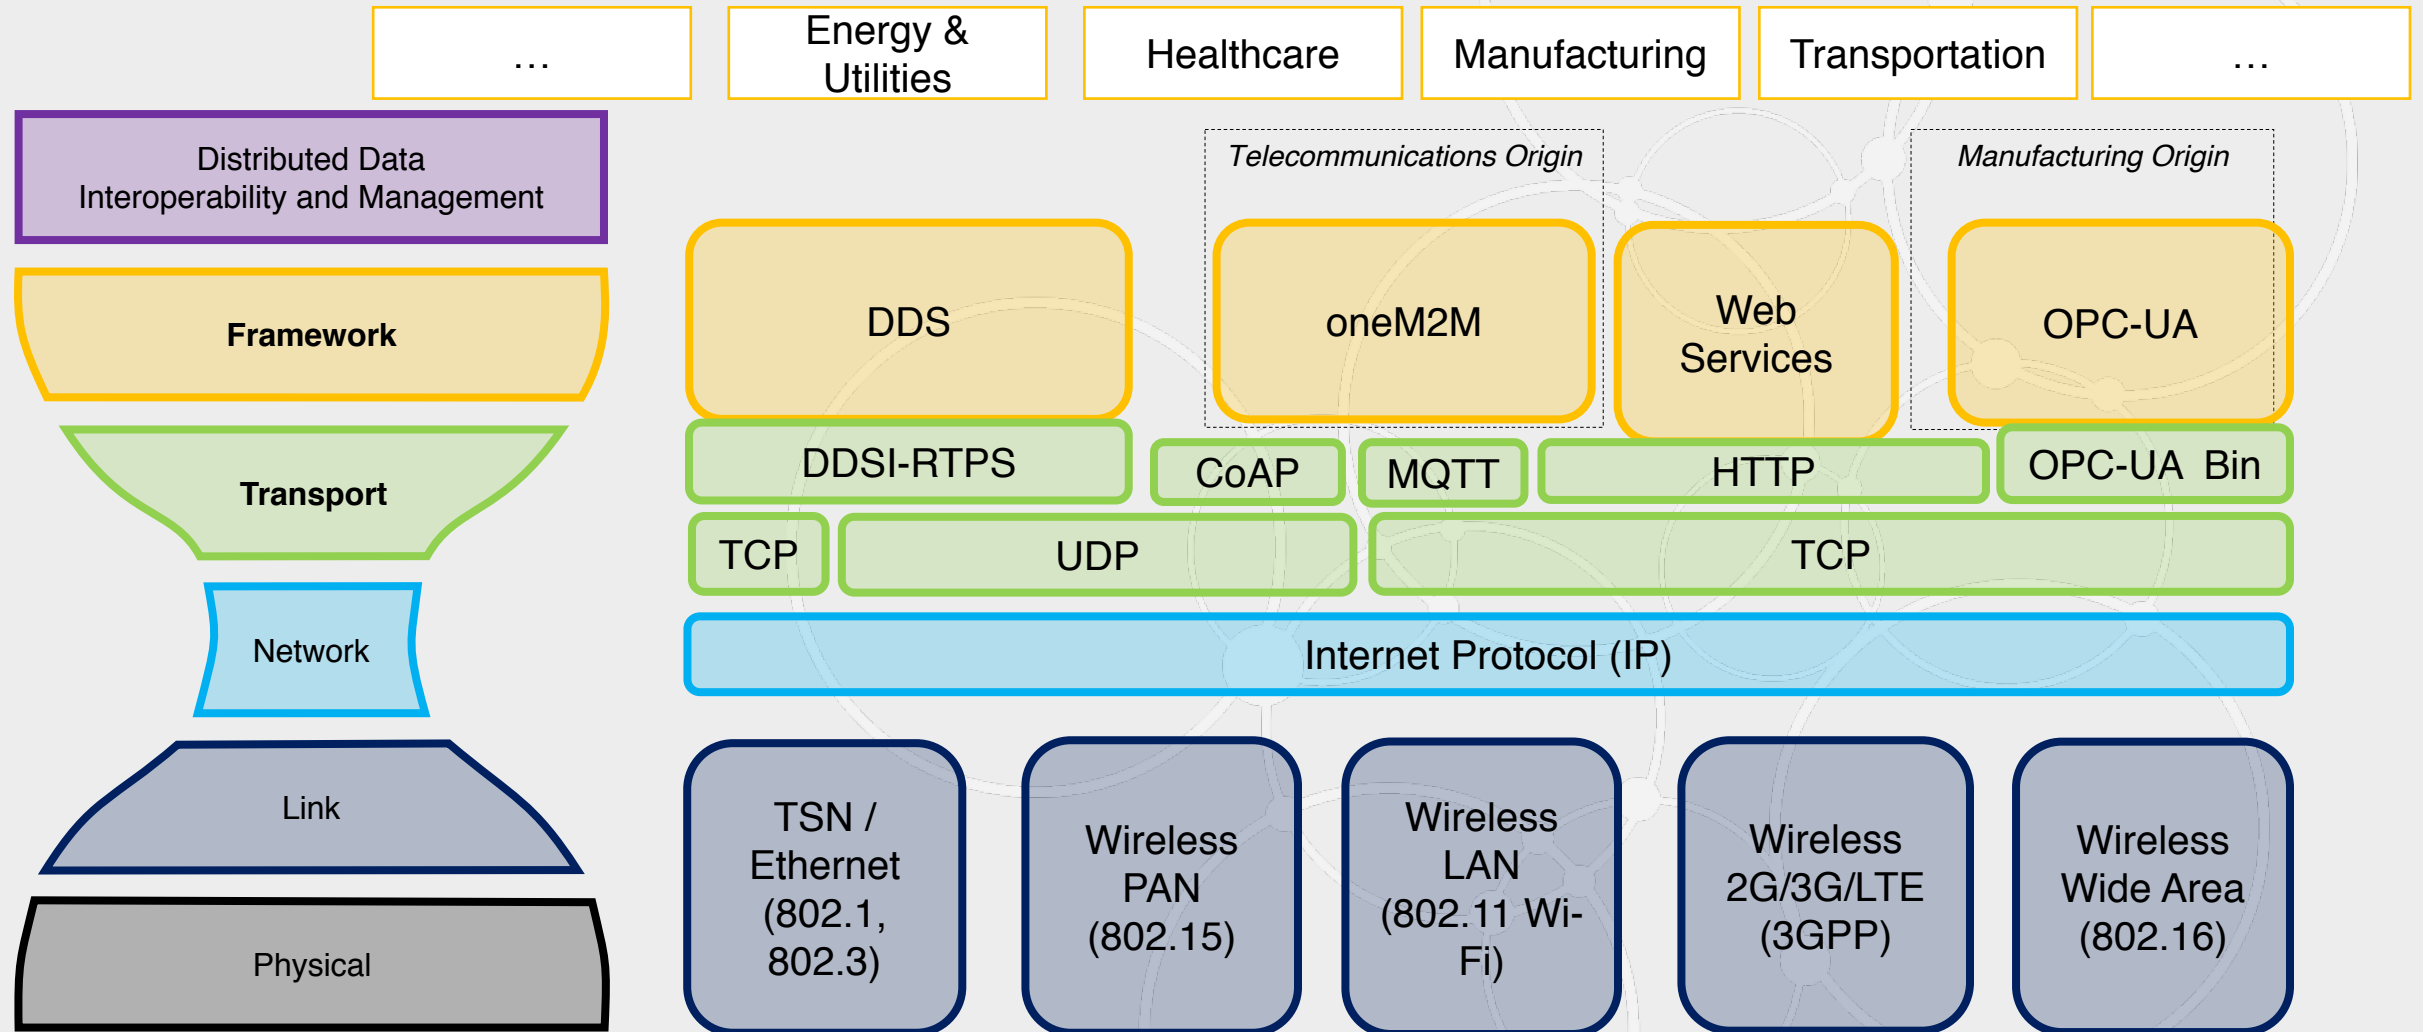 …
Energy &
Utilities
Healthcare
Manufacturing
Transportation
…
Distributed Data
Interoperability and Management
Telecommunications Origin
Manufacturing Origin
Framework
DDS
oneM2M
Web
Services
OPC-UA
Transport
DDSI-RTPS
CoAP
MQTT
HTTP
OPC-UA Bin
TCP
UDP
TCP
Network
Internet Protocol (IP)
Link
TSN /
Ethernet
(802.1,
802.3)
Wireless
PAN
(802.15)
Wireless
LAN
(802.11 Wi-
Fi)
Wireless
2G/3G/LTE
(3GPP)
Wireless
Wide Area
(802.16)
Physical